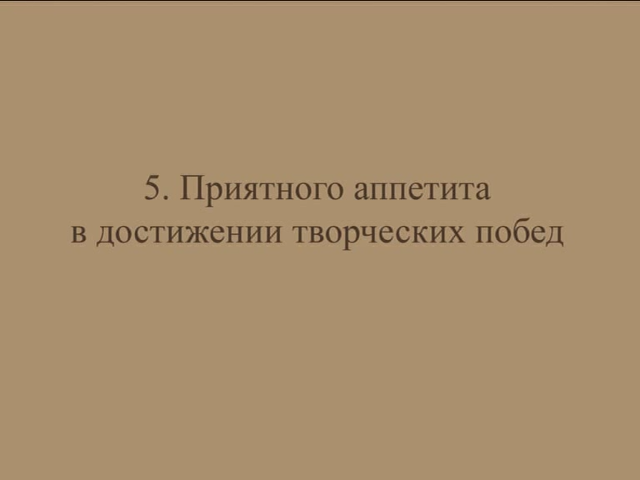 5. Приятного аппетита
в достижении творческих побед